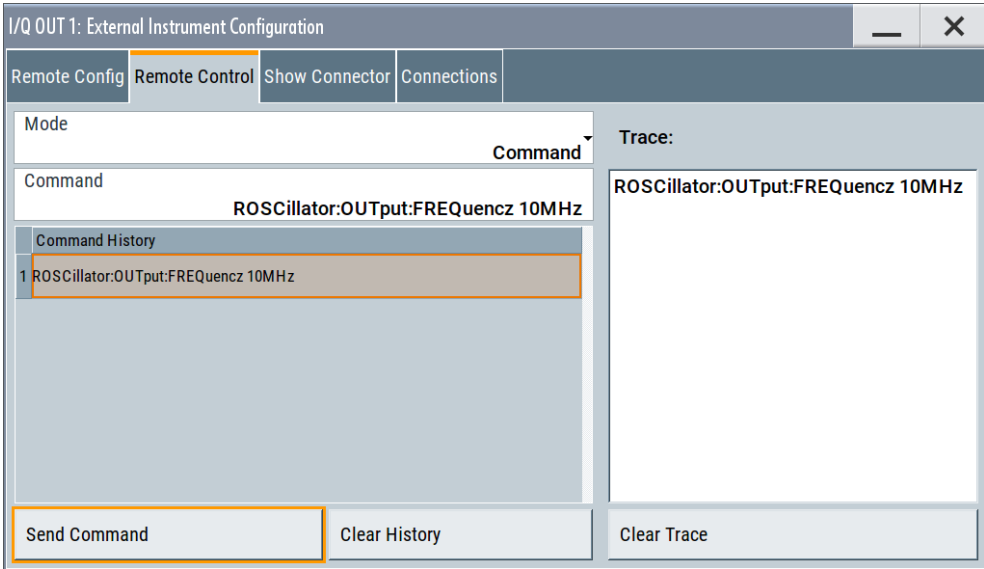 I/Q OUT 1: External Instrument Configuration
Remote Config Remote Control Show Connector Connections
Mode
Command
Command
ROSCillator:OUTput:FREQuencz 10MHz
Command History
1 ROSCillator:OUTput:FREQuencz 10MHz
Send Command
Clear History
Trace:
ROSCillator:OUTput:FREQuencz 10MHz
Clear Trace